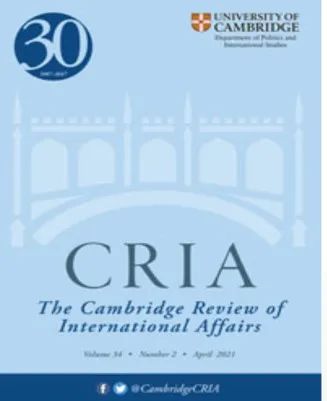 30
1987-2017
UNIVERSITY OF
CAMBRIDGE
Department of Politics and
International Studies
CRIA
The Cambridge Review of
International Affairs
Volume 34 • Number 2 • April 2021
@CambridgeCRIA